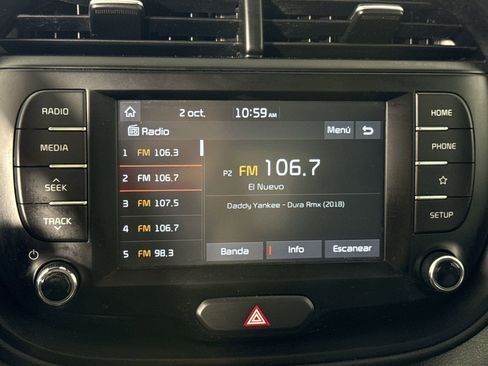 2 oct. 10:59 AM
Radio Menú
1 FM 106.3
2 FM 106.7
3 FM 107.5
4 FM 106.7
5 FM 98.3
P2 FM 106.7
El Nuevo
Daddy Yankee - Dura Rmx (2018)
Banda Info Escanear
RADIO
MEDIA
SEEK
TRACK
HOME
PHONE
SETUP